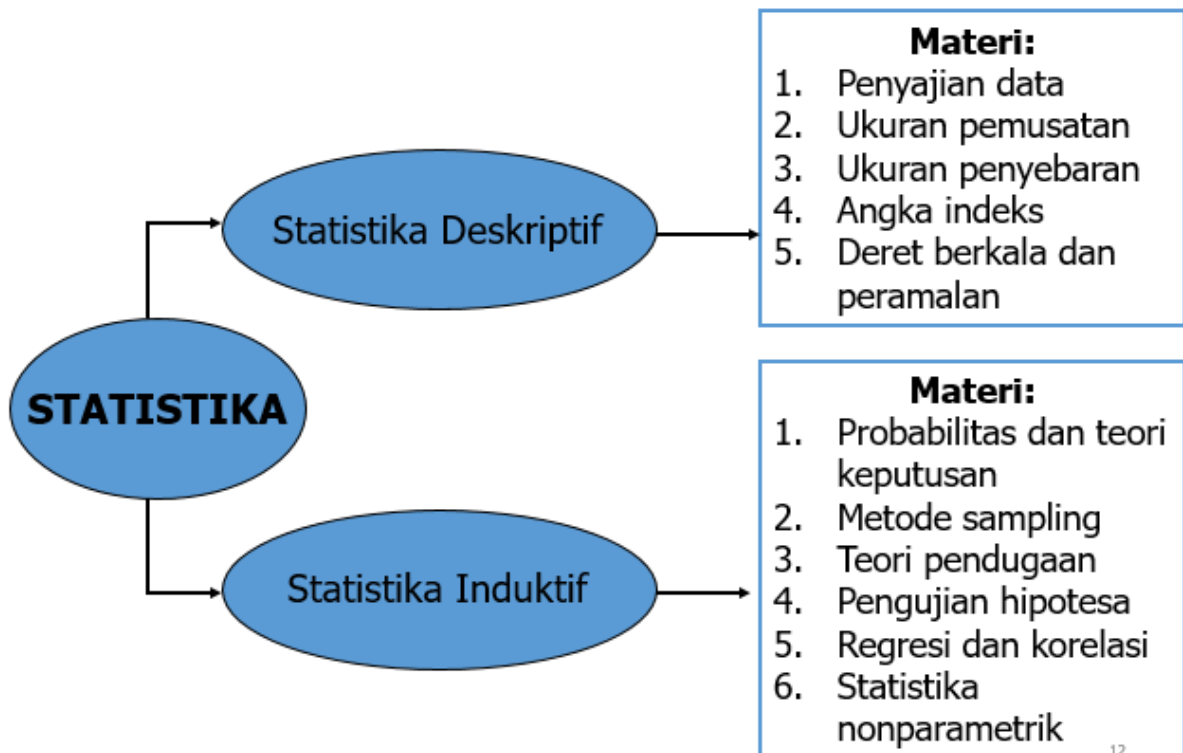 STATISTIKA
Statistika Deskriptif
Materi:
1. Penyajian data
2. Ukuran pemusatan
3. Ukuran penyebaran
4. Angka indeks
5. Deret berkala dan
peramalan
Statistika Induktif
Materi:
1. Probabilitas dan teori
keputusan
2. Metode sampling
3. Teori pendugaan
4. Pengujian hipotesa
5. Regresi dan korelasi
6. Statistika
nonparametrik
12